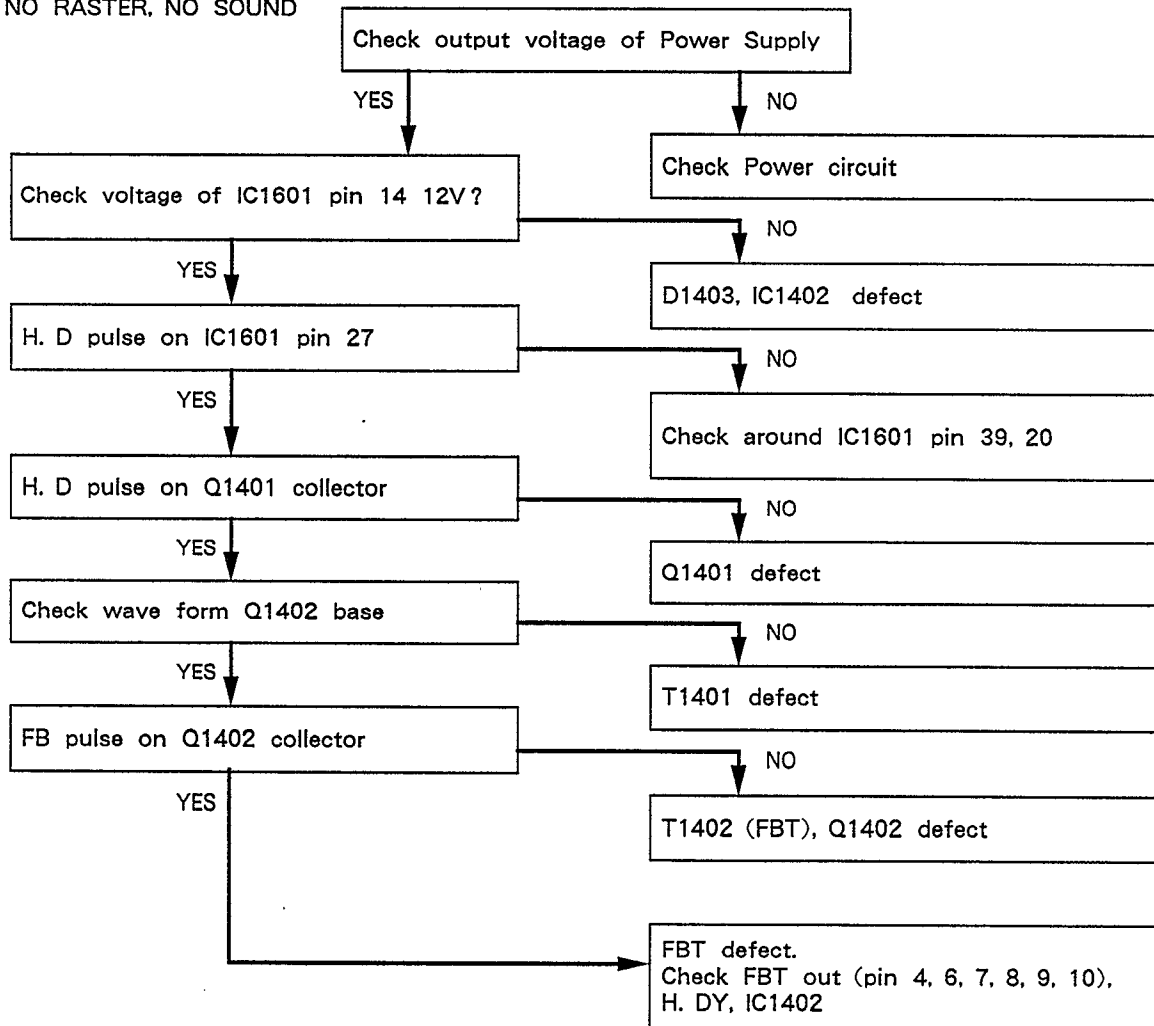 NO RASTER, NO SOUND
Check output voltage of Power Supply
YES
NO
Check Power circuit
Check voltage of IC1601 pin 14 12V?
NO
YES
D1403, IC1402 defect
H. D pulse on IC1601 pin 27
NO
YES
Check around IC1601 pin 39, 20
H. D pulse on Q1401 collector
NO
YES
Q1401 defect
Check wave form Q1402 base
NO
YES
T1401 defect
FB pulse on Q1402 collector
NO
YES
T1402 (FBT), Q1402 defect
FBT defect.
Check FBT out (pin 4, 6, 7, 8, 9, 10),
H. DY, IC1402